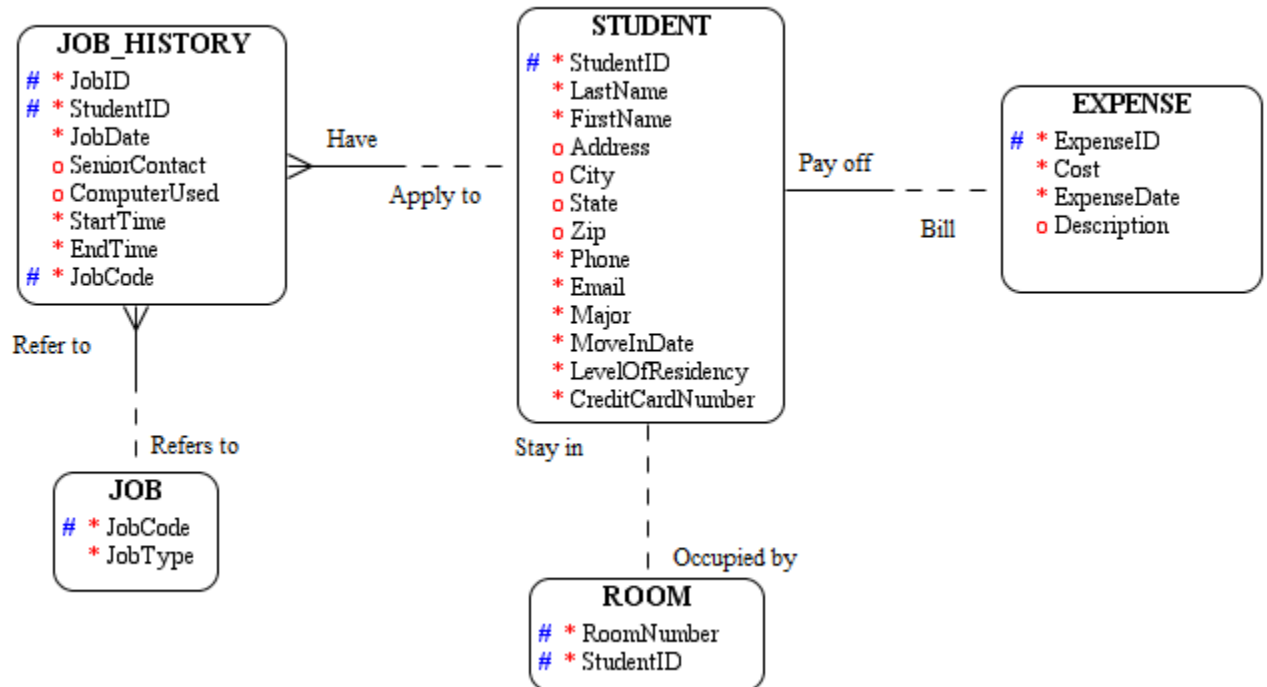 JOB_HISTORY
# * JobID
# * StudentID
* JobDate
o SeniorContact
o ComputerUsed
* StartTime
* EndTime
# * JobCode
Have
Apply to
STUDENT
# * StudentID
* LastName
* FirstName
o Address
o City
o State
o Zip
* Phone
* Email
* Major
* MoveInDate
* LevelOfResidency
* CreditCardNumber
Pay off
Bill
EXPENSE
# * ExpenseID
* Cost
* ExpenseDate
o Description
Refer to
Refers to
JOB
# * JobCode
* JobType
Stay in
Occupied by
ROOM
# * RoomNumber
# * StudentID